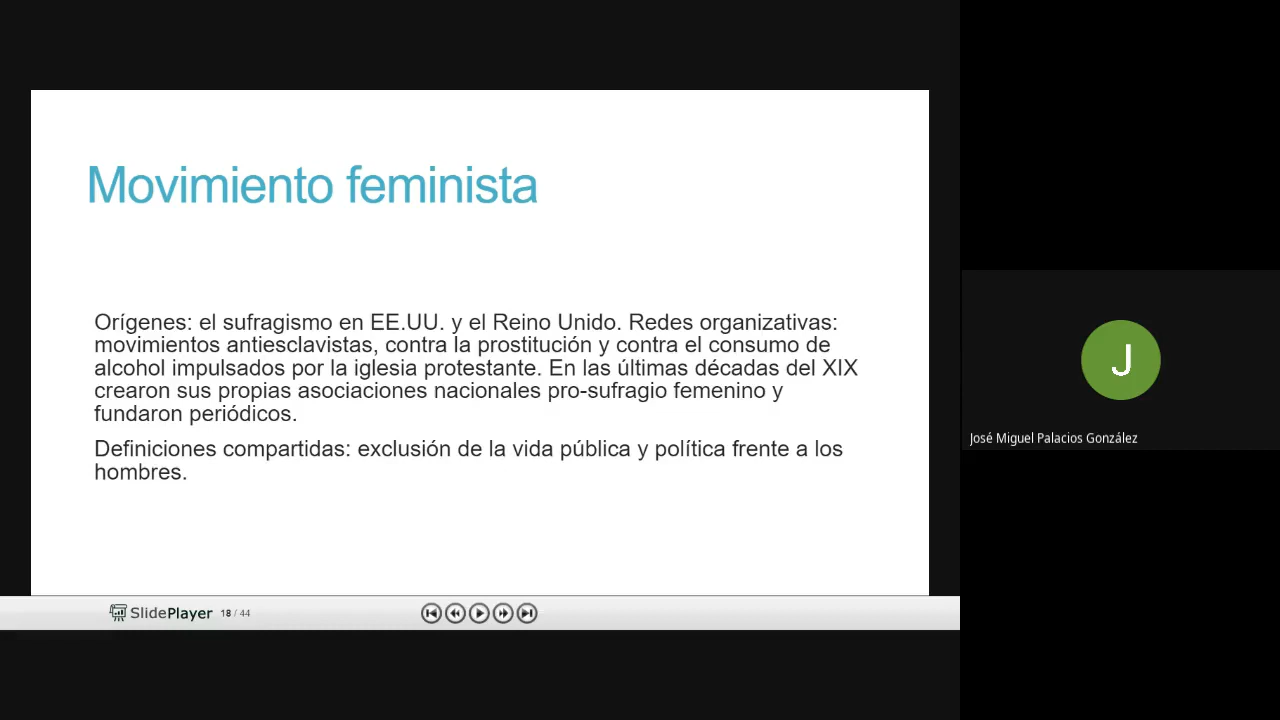 Movimiento feminista
Orígenes: el sufragismo en EE.UU. y el Reino Unido. Redes organizativas:
movimientos antiesclavistas, contra la prostitución y contra el consumo de
alcohol impulsados por la iglesia protestante. En las últimas décadas del XIX
crearon sus propias asociaciones nacionales pro-sufragio femenino y
fundaron periódicos.
Definiciones compartidas: exclusión de la vida pública y política frente a los
hombres.
SlidePlayer 18 / 44
J
José Miguel Palacios González